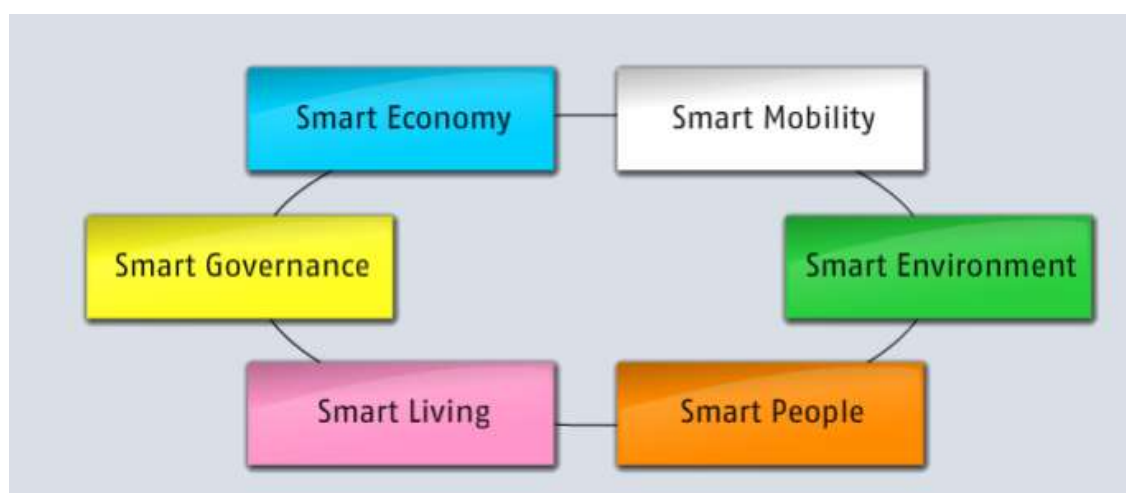 Smart Economy
Smart Mobility
Smart Governance
Smart Environment
Smart Living
Smart People